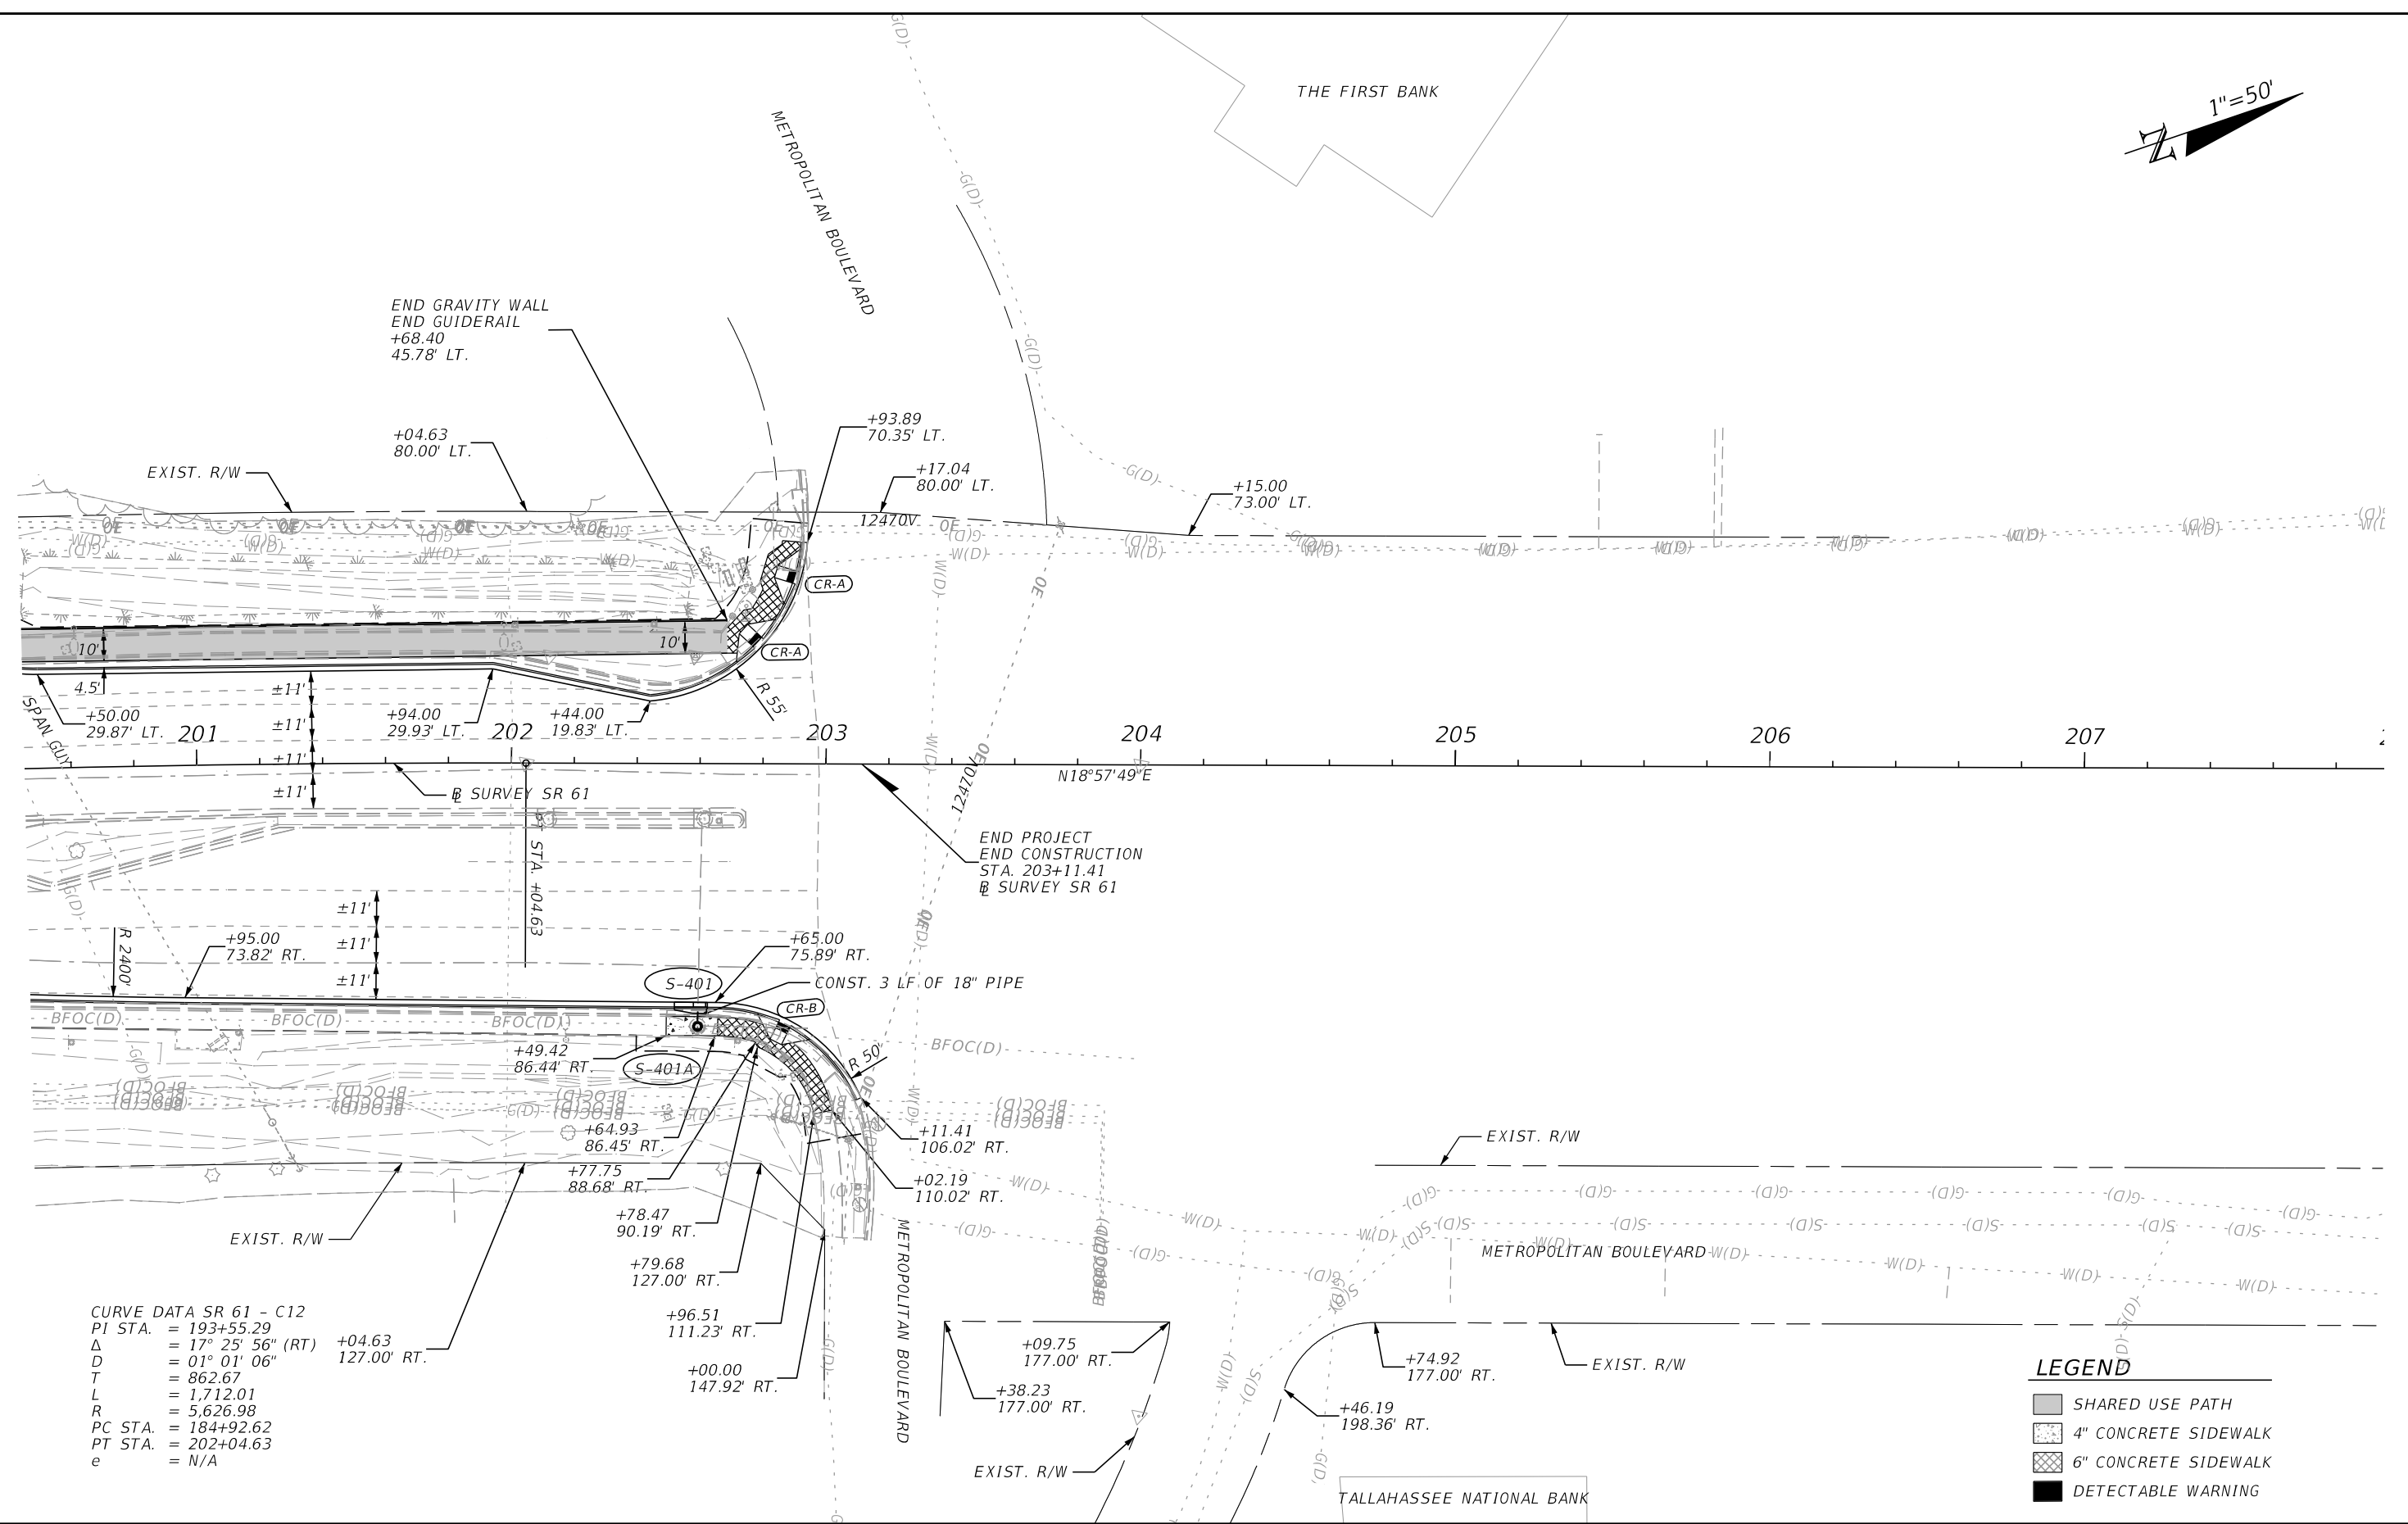 THE FIRST BANK
1"=50'
N
METROPOLITAN BOULEVARD
END GRAVITY WALL
END GUIDERAIL
+68.40
45.78' LT.
+93.89
70.35' LT.
+04.63
80.00' LT.
EXIST. R/W
+17.04
80.00' LT.
+15.00
73.00' LT.
12470V
CR-A
CR-A
10'
10'
4.5'
R 55'
SPAN GUY
+50.00
29.87' LT.
+94.00
29.93' LT.
+44.00
19.83' LT.
±11'
±11'
±11'
±11'
201
202
203
204
205
206
207
N18°57'49"E
BL SURVEY SR 61
12470V
END PROJECT
END CONSTRUCTION
STA. 203+11.41
BL SURVEY SR 61
PT STA. +04.63
±11'
±11'
±11'
R 2400'
+95.00
73.82' RT.
+65.00
75.89' RT.
S-401
CONST. 3 LF OF 18" PIPE
CR-B
BFOC(D)
BFOC(D)
BFOC(D)
BFOC(D)
+49.42
86.44' RT.
S-401A
R 50'
+64.93
86.45' RT.
+11.41
106.02' RT.
+77.75
88.68' RT.
+02.19
110.02' RT.
+78.47
90.19' RT.
+79.68
127.00' RT.
+96.51
111.23' RT.
+00.00
147.92' RT.
EXIST. R/W
EXIST. R/W
METROPOLITAN BOULEVARD
METROPOLITAN BOULEVARD
+04.63
127.00' RT.
CURVE DATA SR 61 - C12
PI STA. = 193+55.29
Δ = 17° 25' 56" (RT)
D = 01° 01' 06"
T = 862.67
L = 1,712.01
R = 5,626.98
PC STA. = 184+92.62
PT STA. = 202+04.63
e = N/A
+09.75
177.00' RT.
+38.23
177.00' RT.
+74.92
177.00' RT.
EXIST. R/W
+46.19
198.36' RT.
EXIST. R/W
TALLAHASSEE NATIONAL BANK
LEGEND
SHARED USE PATH
4" CONCRETE SIDEWALK
6" CONCRETE SIDEWALK
DETECTABLE WARNING